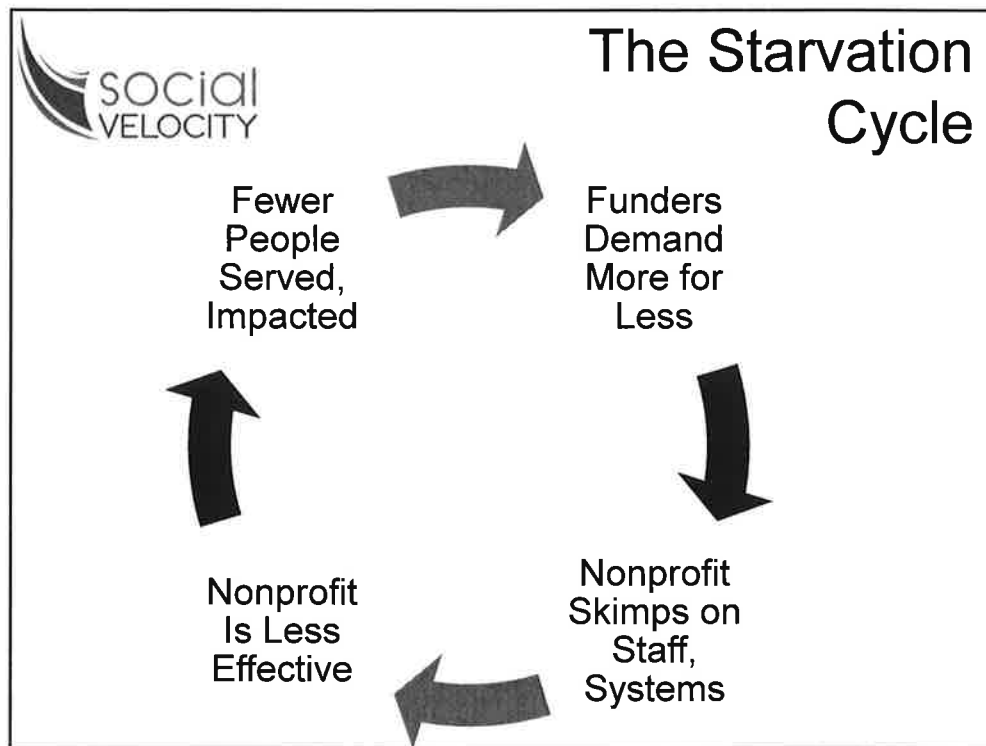 social
VELOCITY
The Starvation
Cycle
Fewer
People
Served,
Impacted
Funders
Demand
More for
Less
Nonprofit
Is Less
Effective
Nonprofit
Skimps on
Staff,
Systems